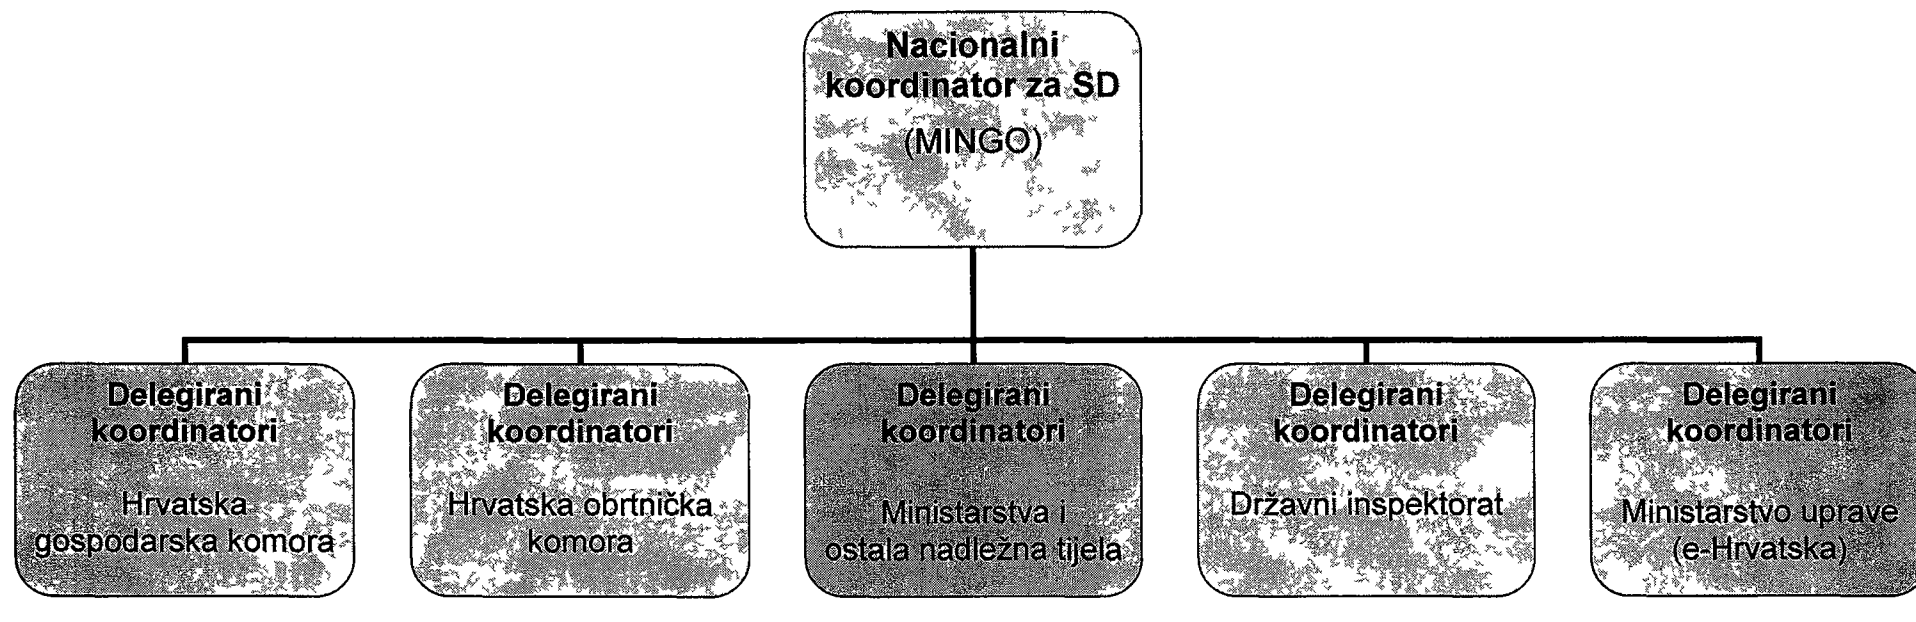 Nacionalni
koordinator za SD
(MINGO)
Delegirani
koordinatori
Hrvatska
gospodarska komora
Delegirani
koordinatori
Hrvatska obrtnička
komora
Delegirani
koordinatori
Ministarstva i
ostala nadležna tijela
Delegirani
koordinatori
Državni inspektorat
Delegirani
koordinatori
Ministarstvo uprave
(e-Hrvatska)